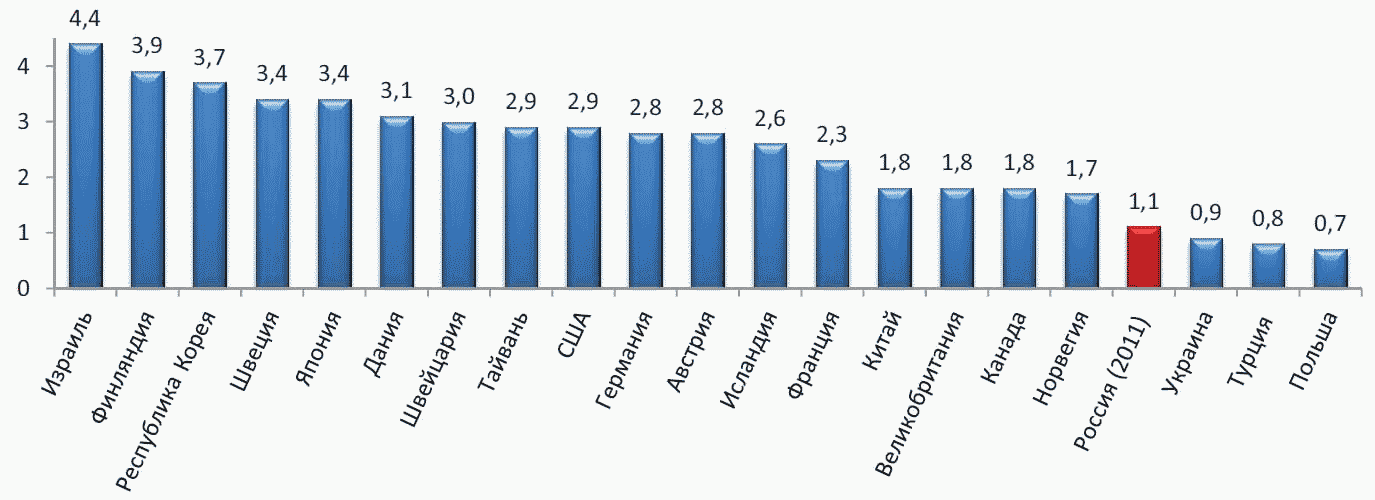 4,4
3,9
3,7
3,4
3,4
3,1
3,0
2,9
2,9
2,8
2,8
2,6
2,3
1,8
1,8
1,8
1,7
1,1
0,9
0,8
0,7
4
3
2
1
0
Израиль
Финляндия
Республика Корея
Швеция
Япония
Дания
Швейцария
Тайвань
США
Германия
Австрия
Исландия
Франция
Китай
Великобритания
Канада
Норвегия
Россия (2011)
Украина
Турция
Польша